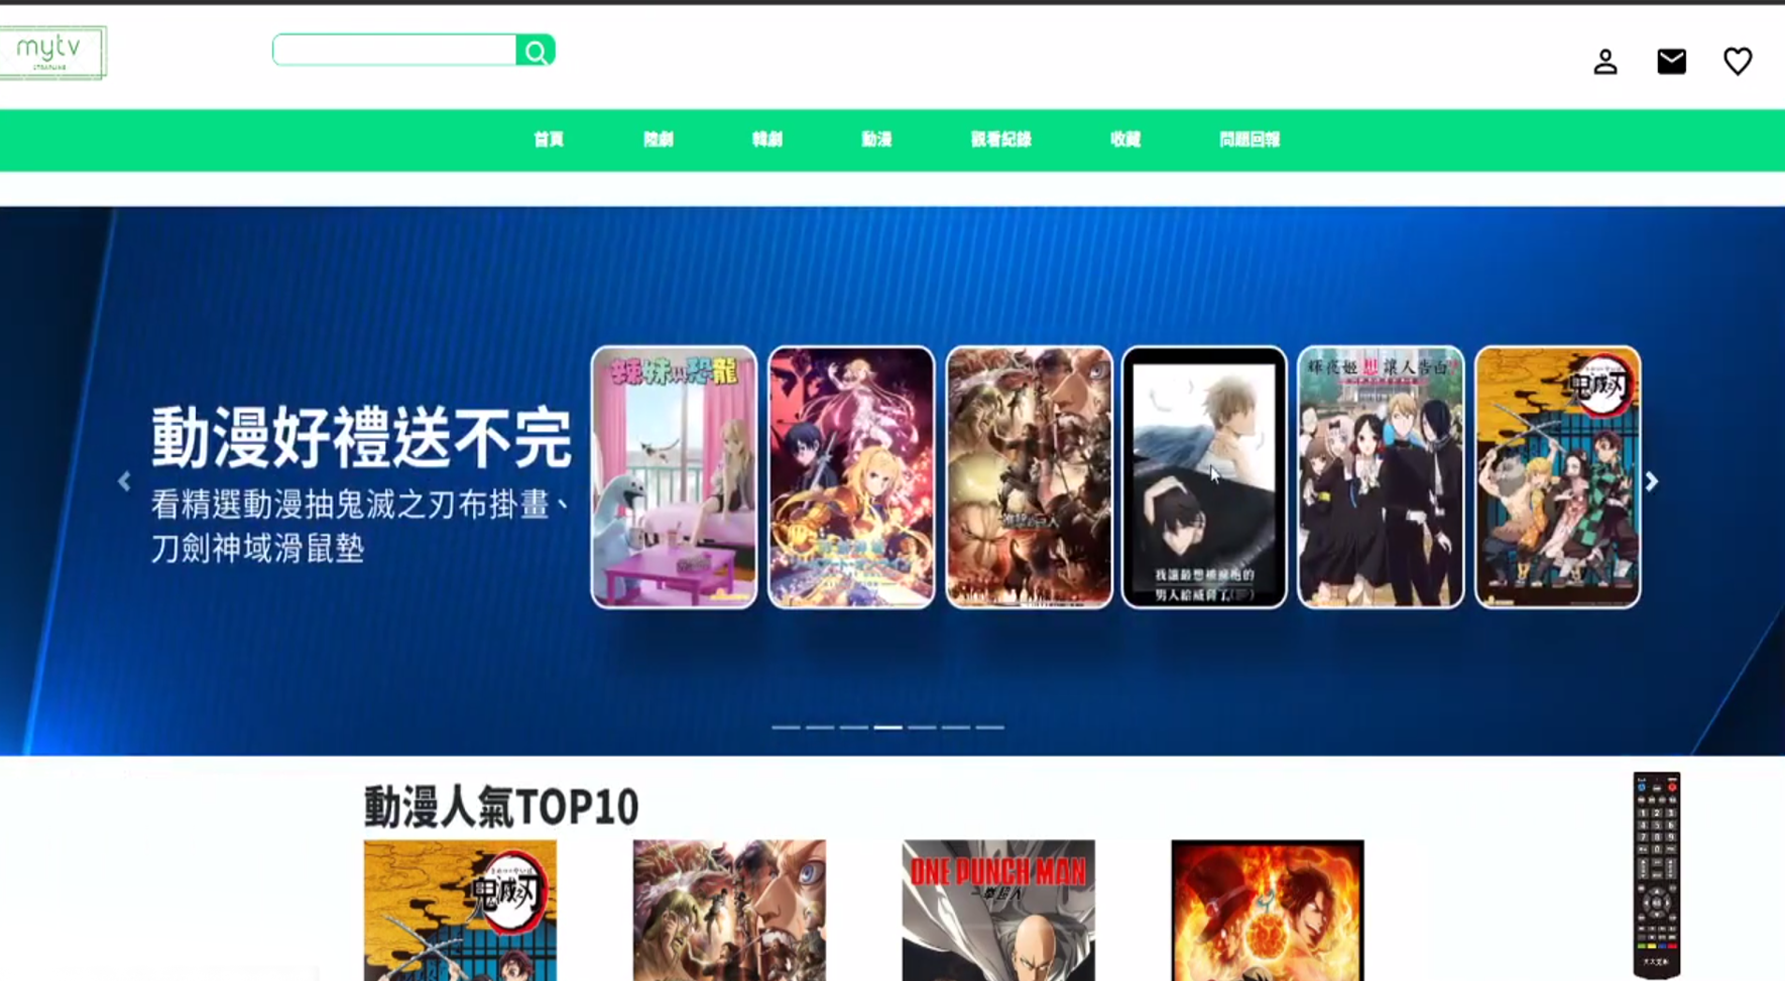 mytv
首頁 陸劇 韓劇 動漫 觀看紀錄 收藏 問題回報
動漫好禮送不完
看精選動漫抽鬼滅之刃布掛畫、
刀劍神域滑鼠墊
辣妹與恐龍
進擊の巨人
我讓最想被擁抱的
男人給威脅了
輝夜姬想讓人告白
鬼滅刃
動漫人氣TOP10
鬼滅刃
ONE PUNCH MAN
一拳超人